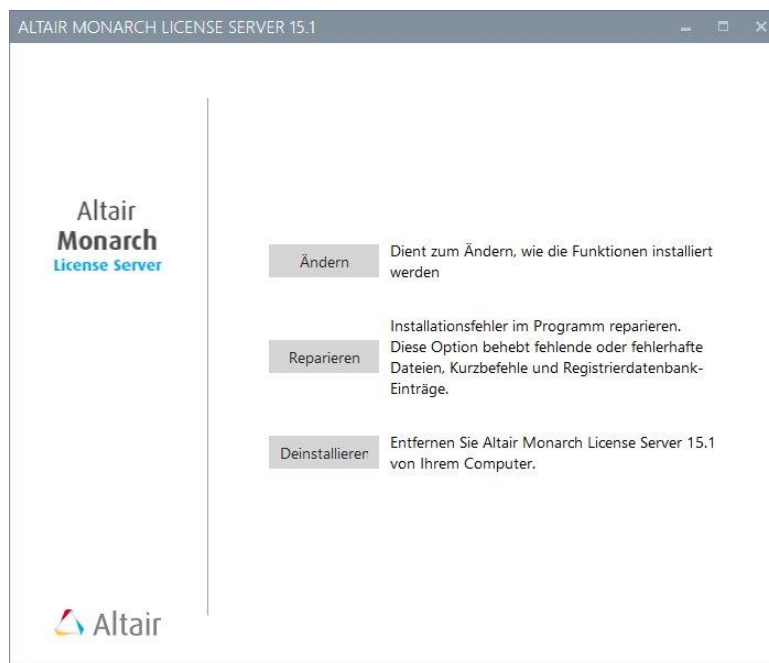 ALTAIR MONARCH LICENSE SERVER 15.1
Altair
Monarch
License Server
Ändern
Dient zum Ändern, wie die Funktionen installiert
werden
Reparieren
Installationsfehler im Programm reparieren.
Diese Option behebt fehlende oder fehlerhafte
Dateien, Kurzbefehle und Registrierdatenbank-
Einträge.
Deinstallieren
Entfernen Sie Altair Monarch License Server 15.1
von Ihrem Computer.
Altair